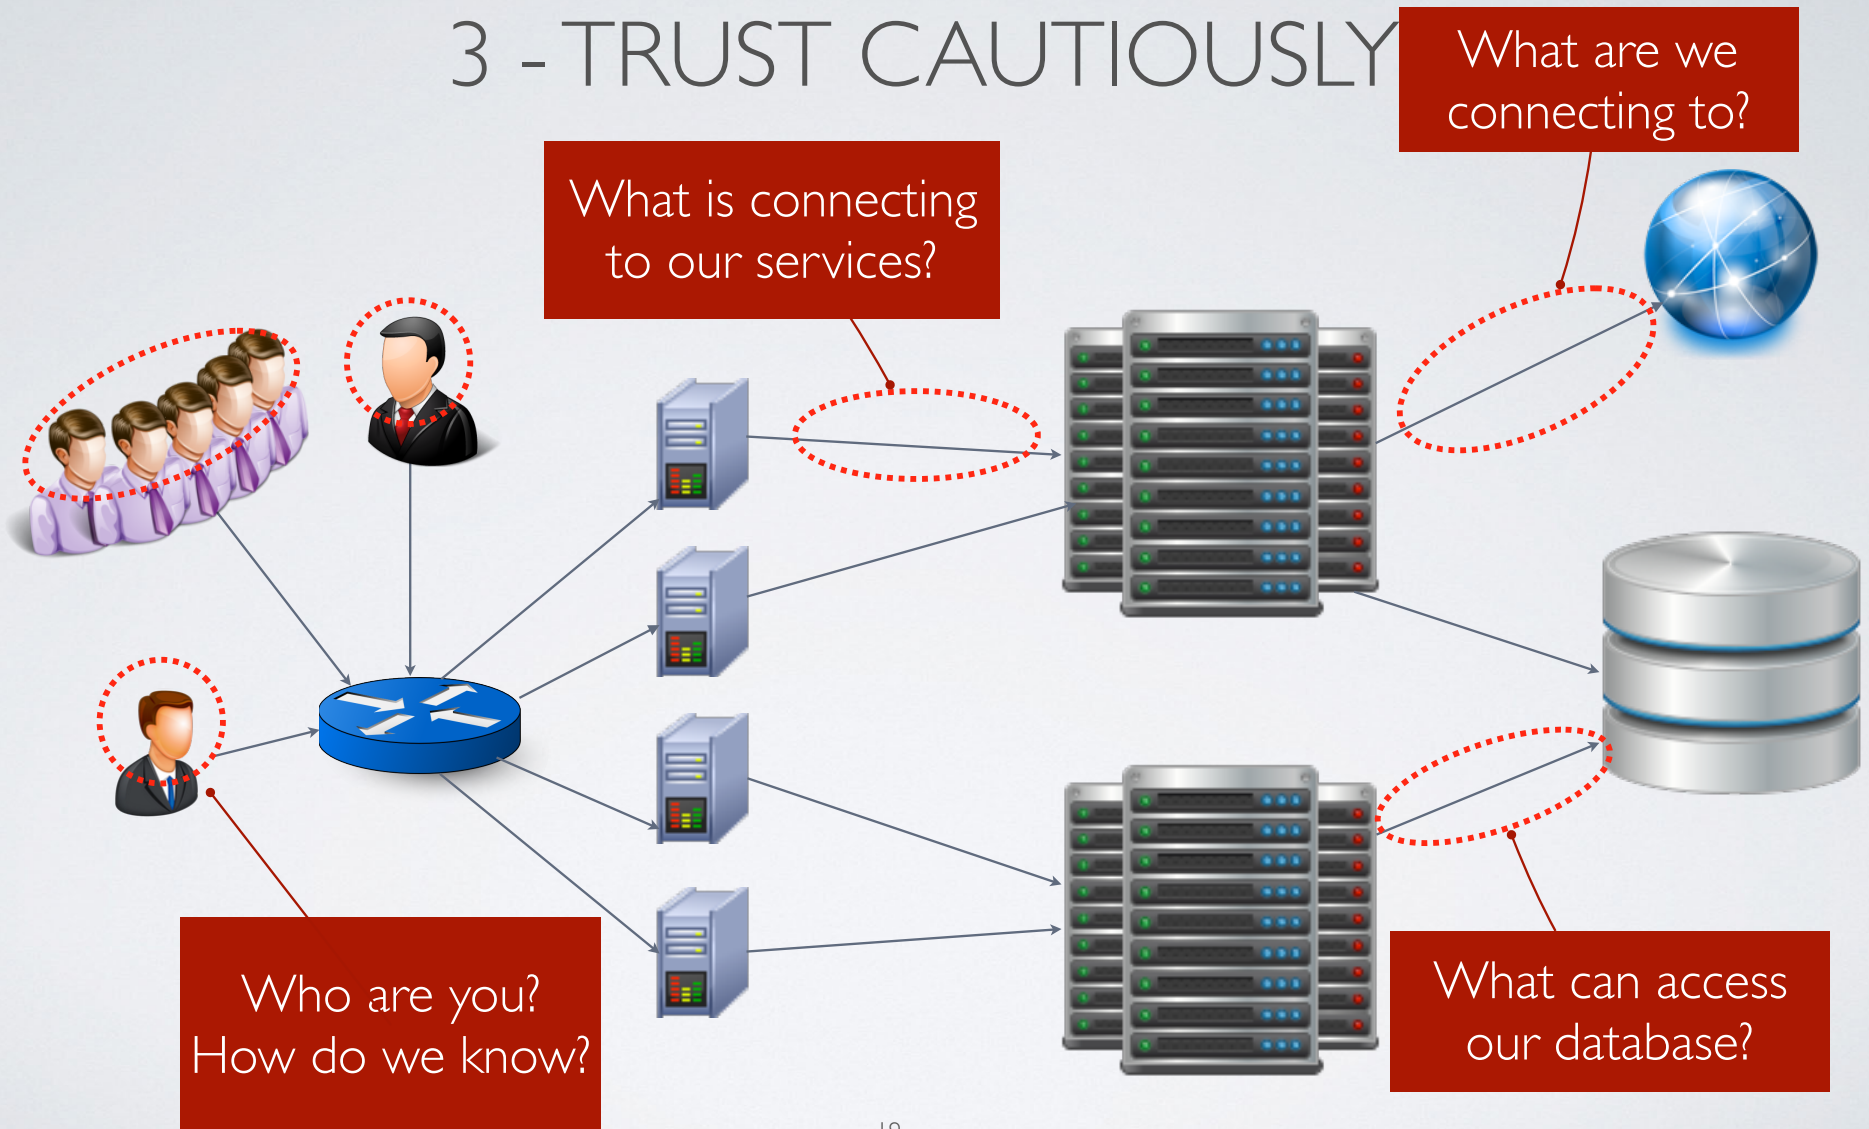 3 - TRUST CAUTIOUSLY
What are we
connecting to?
What is connecting
to our services?
Who are you?
How do we know?
What can access
our database?